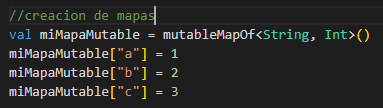 //creacion de mapas
val miMapaMutable = mutableMapOf<String, Int>()
miMapaMutable["a"] = 1
miMapaMutable["b"] = 2
miMapaMutable["c"] = 3